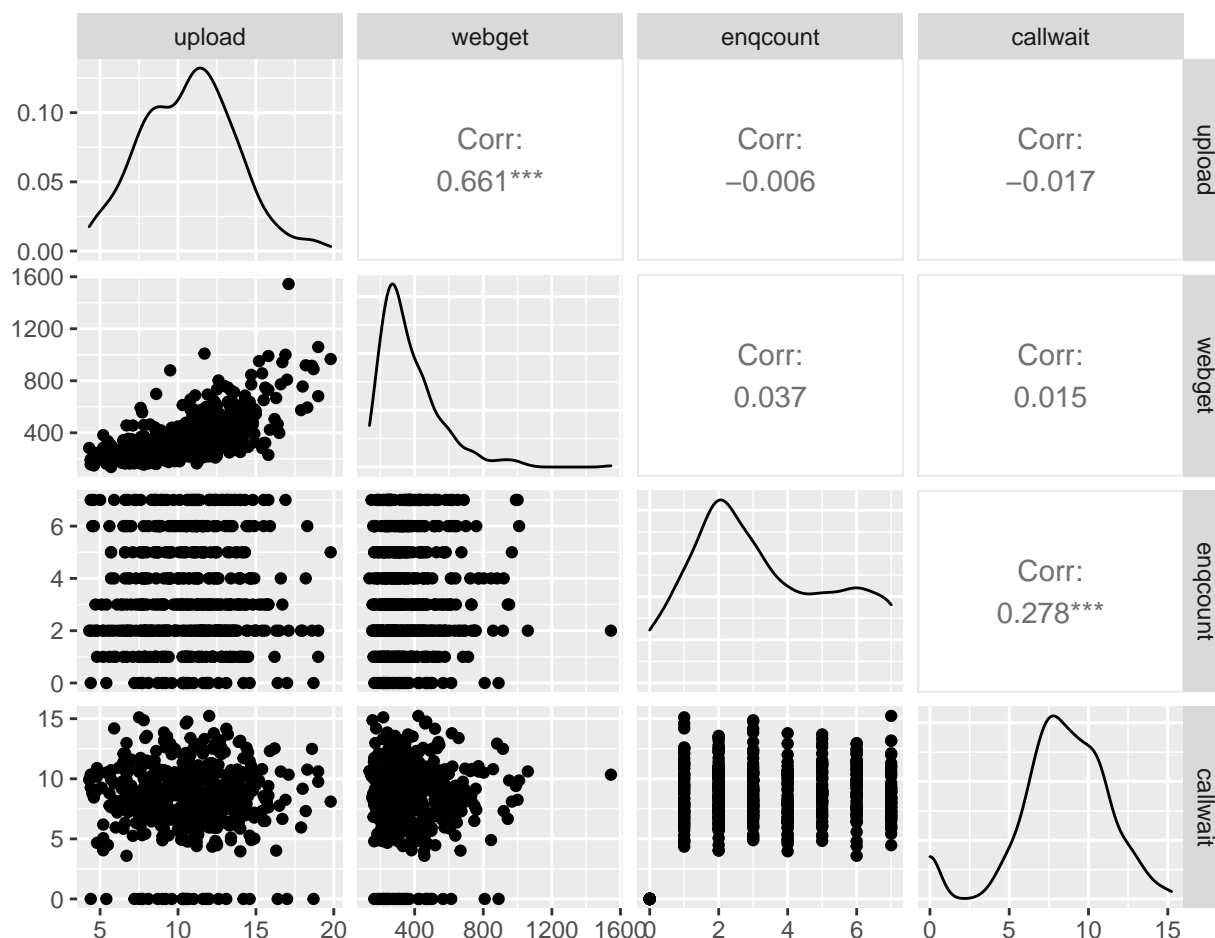 upload webget enqcount callwait
0.10
0.05
0.00
Corr:
0.661***
Corr:
−0.006
Corr:
−0.017
upload
1600
1200
800
400
Corr:
0.037
Corr:
0.015
webget
6
4
2
0
Corr:
0.278***
enqcount
15
10
5
0
callwait
5 10 15 20 400 800 1200 1600 0 2 4 6 0 5 10 15